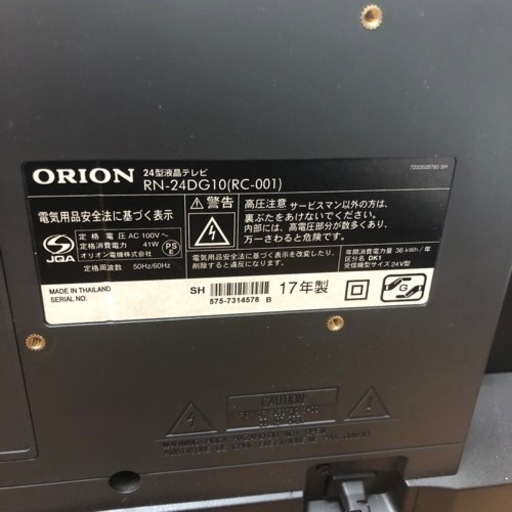 7220009785 SH
ORION
24型液晶テレビ
RN-24DG10(RC-001)
電気用品安全法に基づく表示
定格電圧 AC 100V～
定格消費電力 41W
オリオン電機株式会社
定格周波数 50Hz/60Hz
JQA
PS
E
警告
高圧注意 サービスマン以外の方は、
裏ぶたをあけないでください。
内部には、高電圧部分が数多くあり、
万一さわると危険です。
電気用品安全法に基づく表示を改変したり、
削除すると違反になります。
年間消費電力量 36 kWh/年
区分名 DK1
受信機型サイズ 24V型
MADE IN THAILAND
SERIAL NO.
SH
575-7314578 B
17年製
G
CAUTION